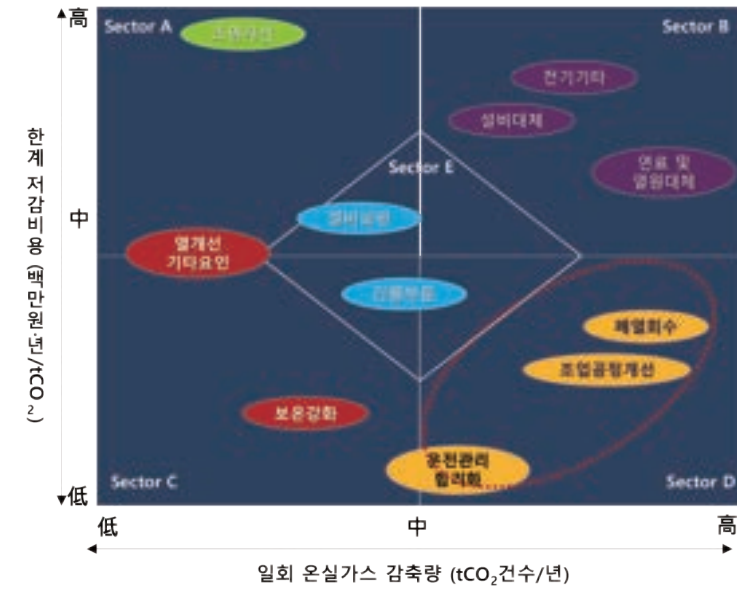 高
Sector A
Sector B
전기기타
설비대체
연료 및
열원대체
Sector E
中
열개선
기타요인
폐열회수
조업공정개선
보온강화
운전관리
합리화
Sector C
Sector D
低
低
中
高
한계 저감비용 (백만원·년/tCO₂)
일회 온실가스 감축량 (tCO₂건수/년)